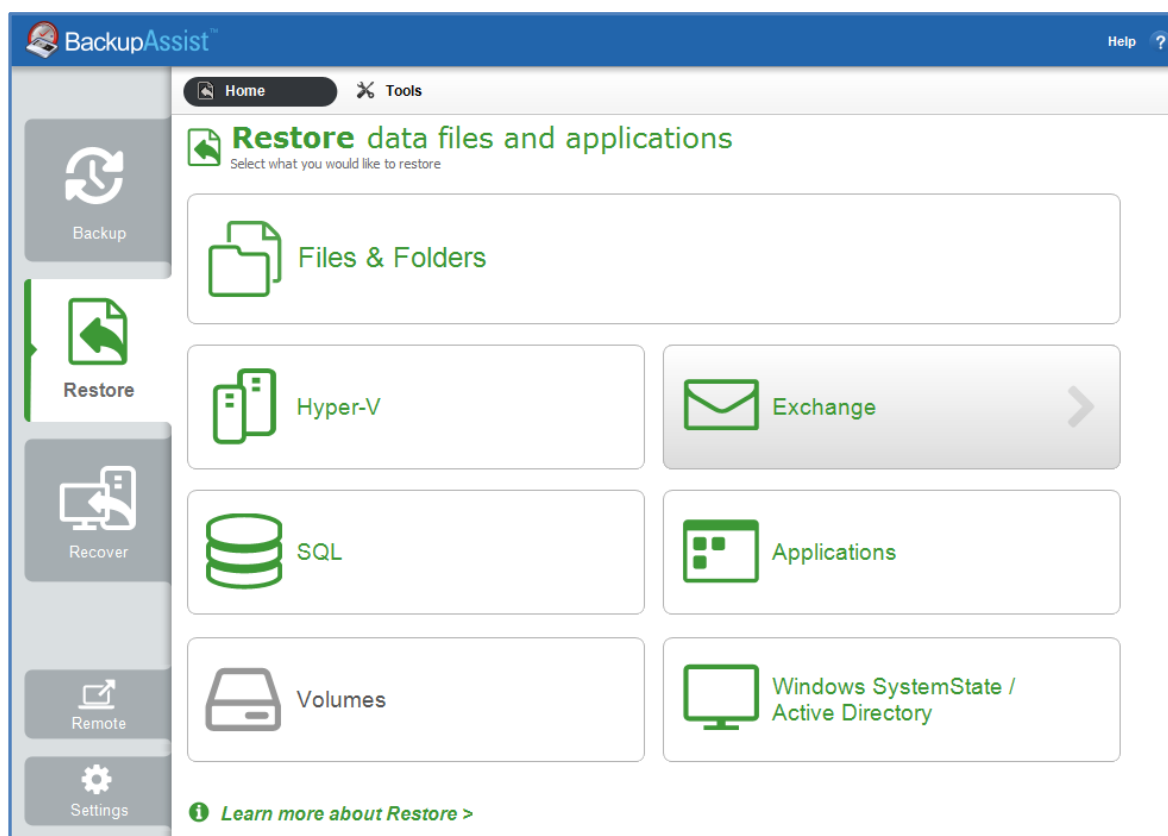 BackupAssist™
Help ?
Home
Tools
Restore data files and applications
Select what you would like to restore
Backup
Files & Folders
Restore
Hyper-V
Exchange
Recover
SQL
Applications
Volumes
Windows SystemState /
Active Directory
Remote
Settings
Learn more about Restore >